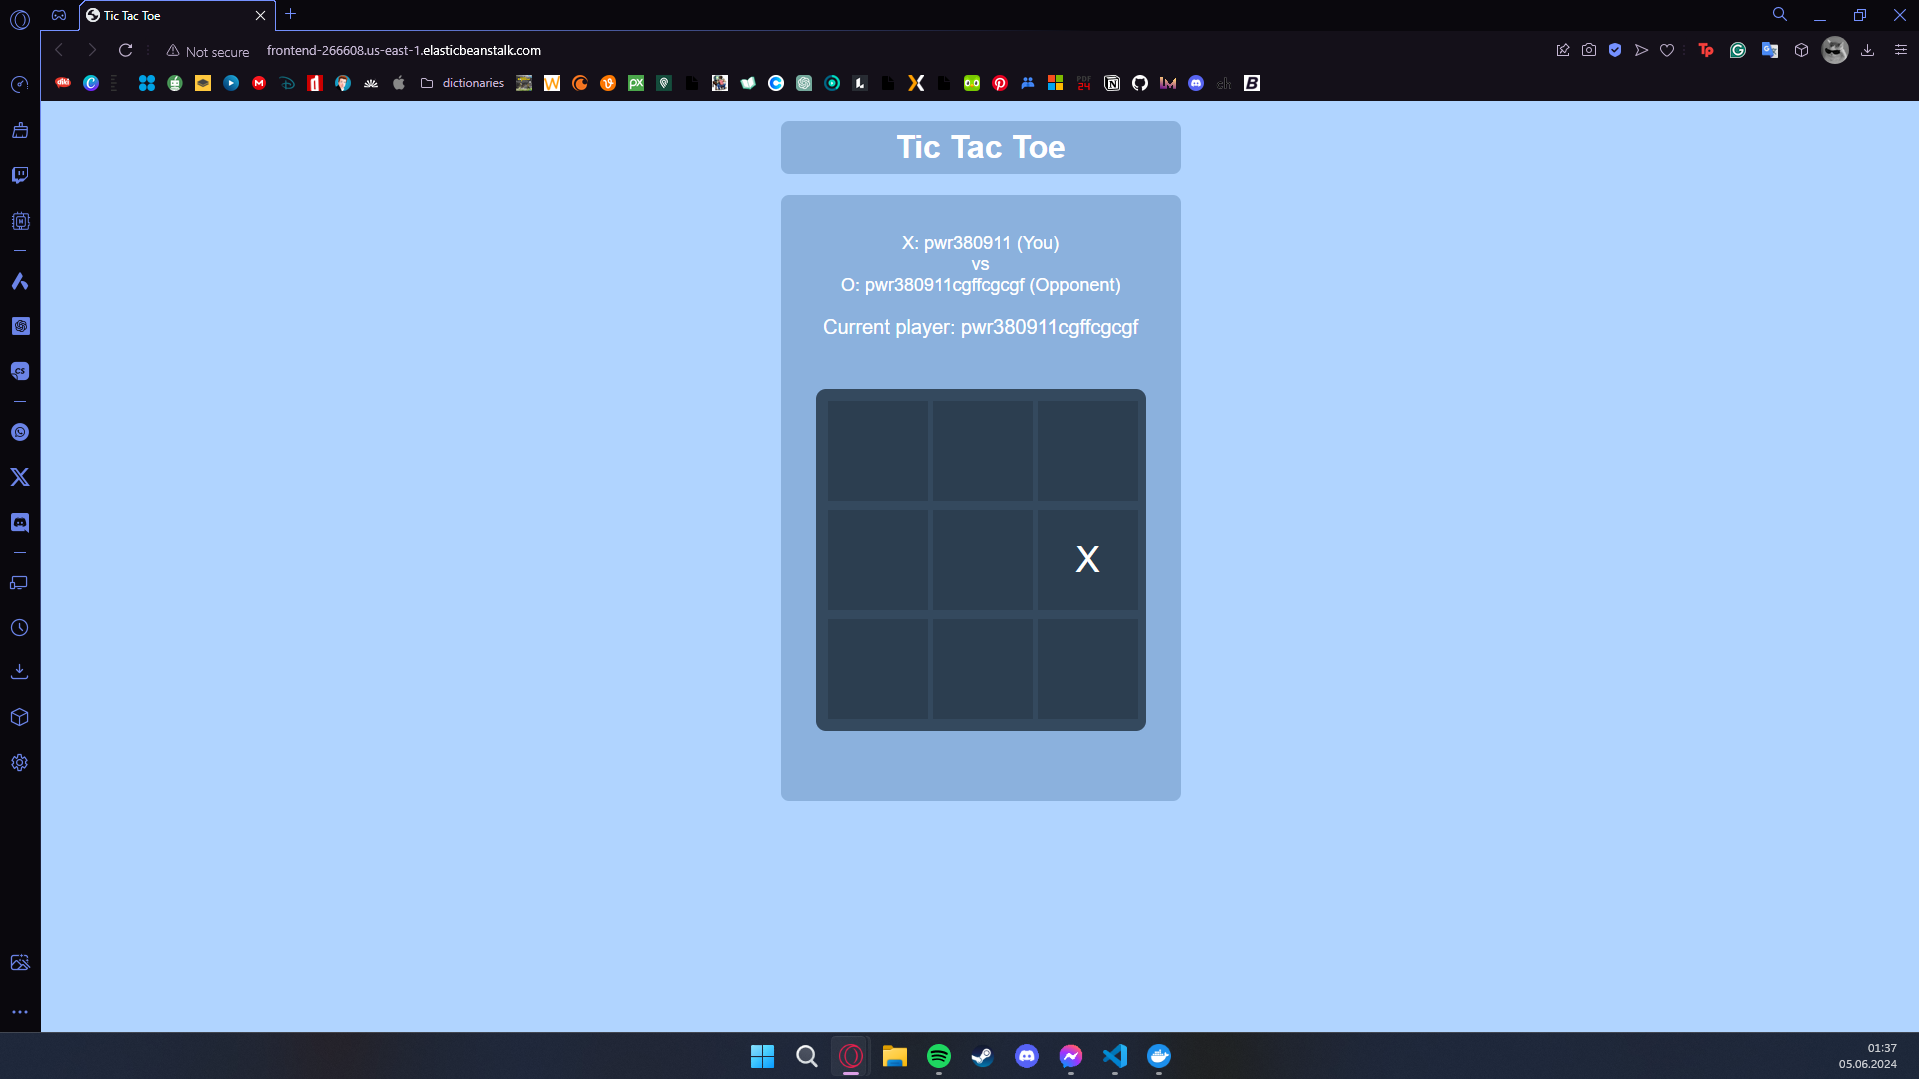 Tic Tac Toe
Not secure
frontend-266608.us-east-1.elasticbeanstalk.com
dictionaries
Tic Tac Toe
X: pwr380911 (You)
vs
O: pwr380911cgffcgcgf (Opponent)
Current player: pwr380911cgffcgcgf
X
01:37
05.06.2024